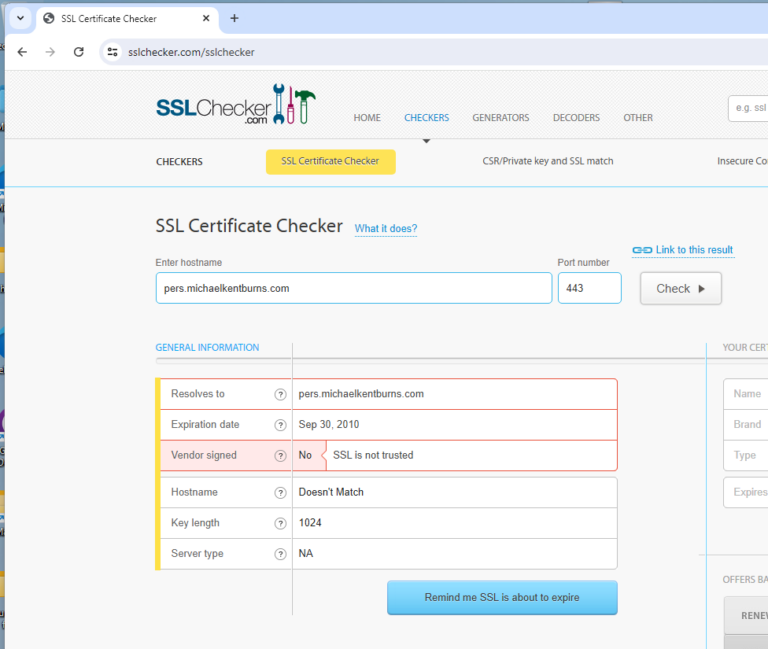 SSL Certificate Checker
sslchecker.com/sslchecker
SSLChecker.com
HOME CHECKERS GENERATORS DECODERS OTHER
e.g. ssl
CHECKERS SSL Certificate Checker CSR/Private key and SSL match Insecure Co
SSL Certificate Checker What it does?
Link to this result
Enter hostname Port number
pers.michaelkentburns.com 443 Check
GENERAL INFORMATION YOUR CERT
Resolves to ? pers.michaelkentburns.com Name
Expiration date ? Sep 30, 2010 Brand
Vendor signed ? No SSL is not trusted Type
Hostname ? Doesn't Match Expires
Key length ? 1024
Server type ? NA
OFFERS BA
Remind me SSL is about to expire
RENEW